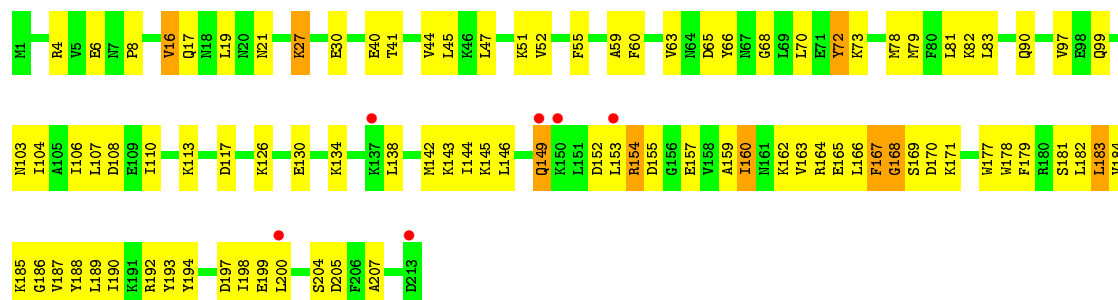 M1 R4 V5 E6 N7 P8 V16 Q17 N18 L19 N20 N21 K27 E30 E40 T41 V44 L45 K46 L47 K51 V52 F55 A59 F60 V63 N64 D65 Y66 N67 G68 L69 L70 E71 Y72 K73 M78 M79 F80 L81 K82 L83 Q90 V97 E98 Q99
N103 I104 A105 I106 L107 D108 E109 I110 K113 D117 K126 E130 K134 K137 L138 M142 K143 I144 K145 L146 Q149 K150 L151 D152 L153 R154 D155 G156 E157 V158 A159 I160 N161 K162 V163 R164 E165 L166 F167 G168 S169 D170 K171 W177 W178 F179 R180 S181 L182 L183 V184
K185 G186 V187 Y188 L189 I190 K191 R192 Y193 Y194 D197 I198 E199 L200 S204 D205 F206 A207 D213